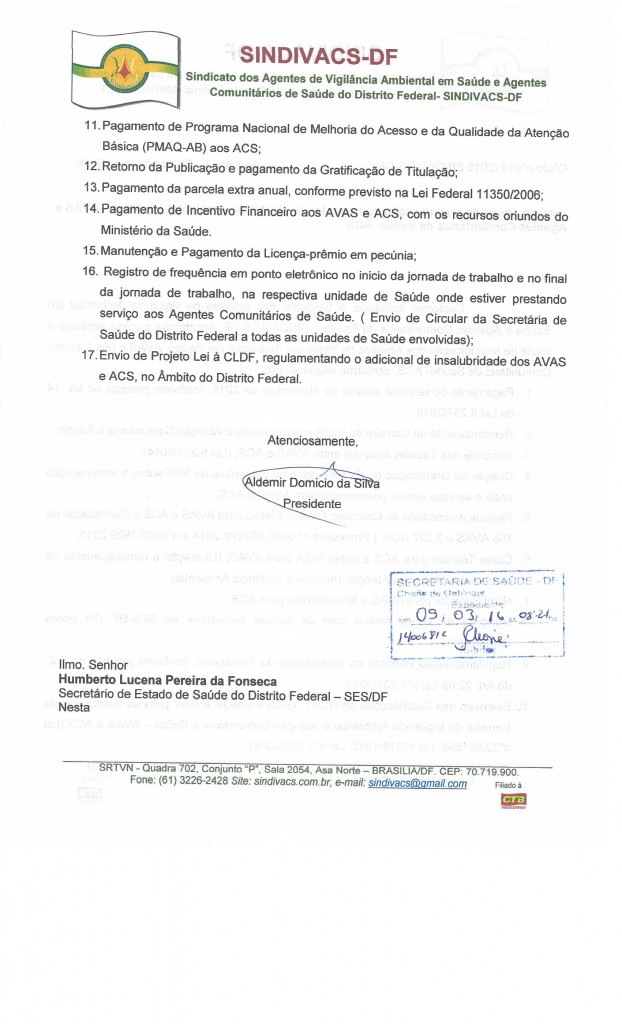 SINDIVACS-DF
Sindicato dos Agentes de Vigilância Ambiental em Saúde e Agentes
Comunitários de Saúde do Distrito Federal- SINDIVACS-DF
11. Pagamento de Programa Nacional de Melhoria do Acesso e da Qualidade da Atenção
Básica (PMAQ-AB) aos ACS;
12. Retorno da Publicação e pagamento da Gratificação de Titulação;
13. Pagamento da parcela extra anual, conforme previsto na Lei Federal 11350/2006;
14. Pagamento de Incentivo Financeiro aos AVAS e ACS, com os recursos oriundos do
Ministério da Saúde.
15. Manutenção e Pagamento da Licença-prêmio em pecúnia;
16. Registro de frequência em ponto eletrônico no inicio da jornada de trabalho e no final
da jornada de trabalho, na respectiva unidade de Saúde onde estiver prestando
serviço aos Agentes Comunitários de Saúde. ( Envio de Circular da Secretária de
Saúde do Distrito Federal a todas as unidades de Saúde envolvidas);
17. Envio de Projeto Lei à CLDF, regulamentando o adicional de insalubridade dos AVAS
e ACS, no Âmbito do Distrito Federal.
Atenciosamente,
Aldemir Domicio da Silva
Presidente
SECRETARIA DE SAÚDE - DF
Chefia de Gabinete
Expediente
09, 03, 16 08:21
Ilmo. Senhor
Humberto Lucena Pereira da Fonseca
Secretário de Estado de Saúde do Distrito Federal – SES/DF
Nesta
SRTVN - Quadra 702, Conjunto “P”, Sala 2054, Asa Norte – BRASILIA/DF. CEP: 70.719.900.
Fone: (61) 3226-2428 Site: sindivacs.com.br, e-mail: sindivacs@gmail.com
Filiado à
CTB